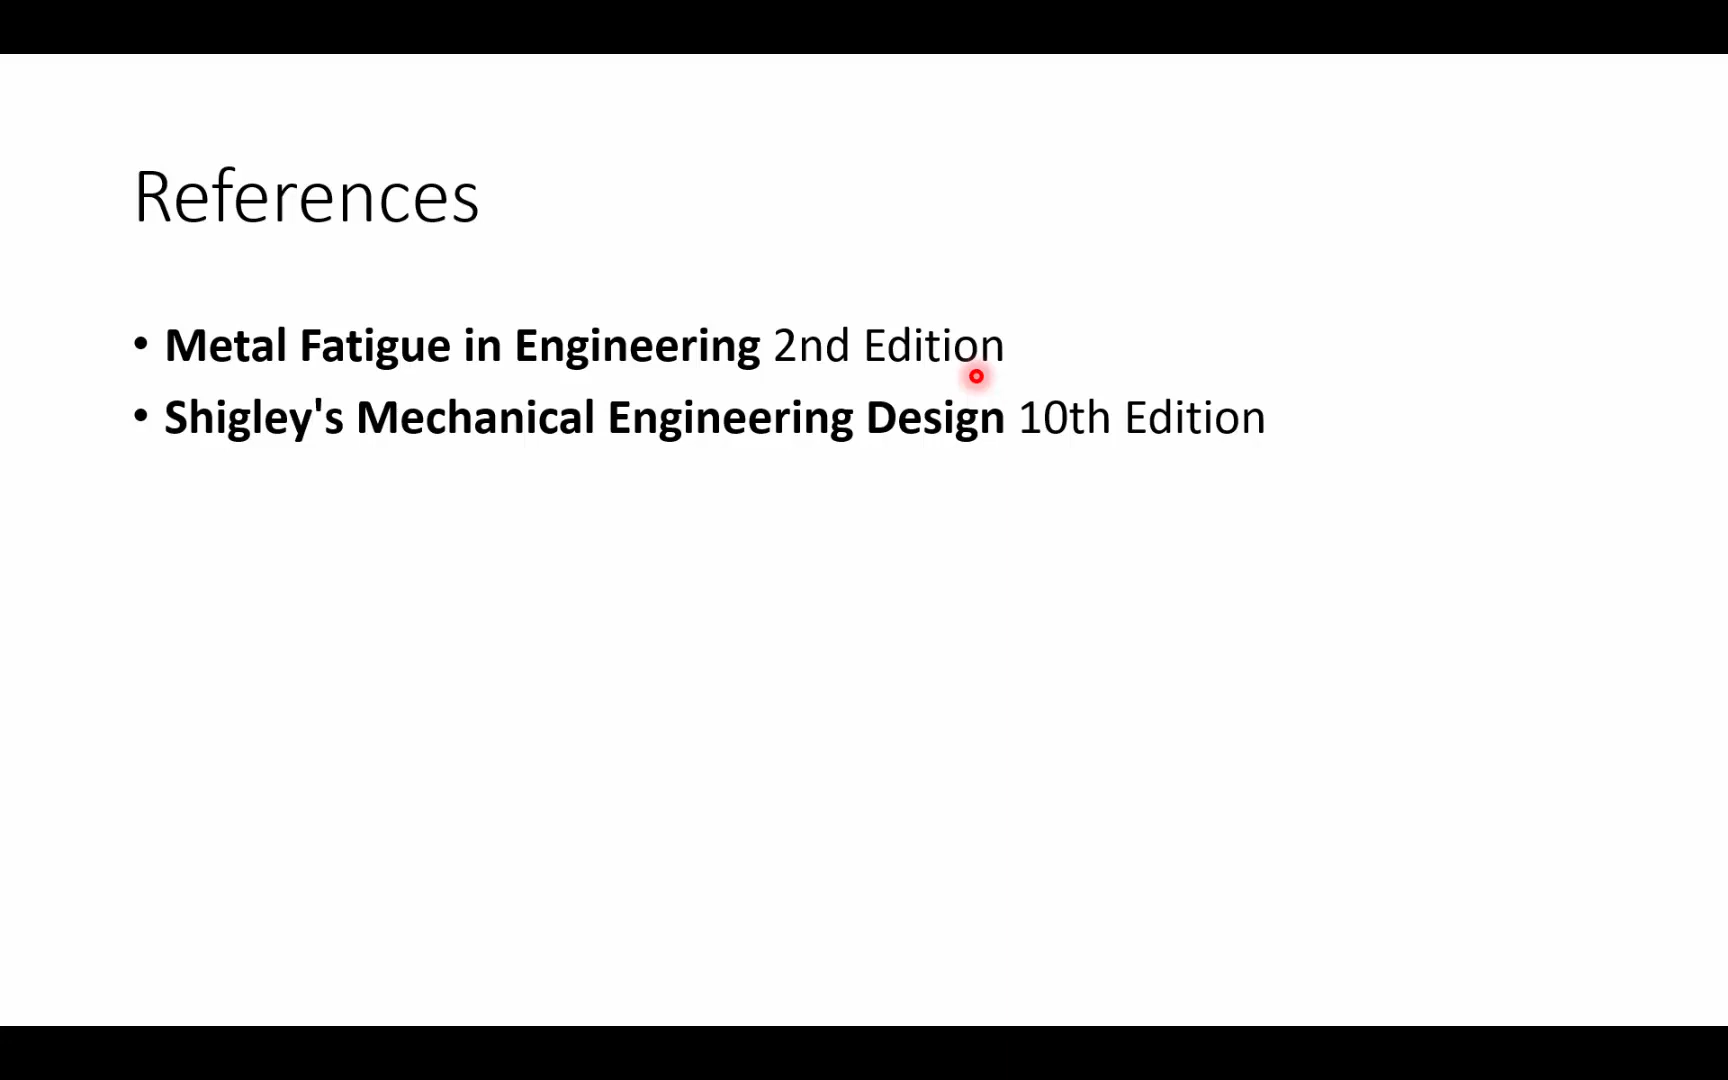 References
• Metal Fatigue in Engineering 2nd Edition
• Shigley's Mechanical Engineering Design 10th Edition